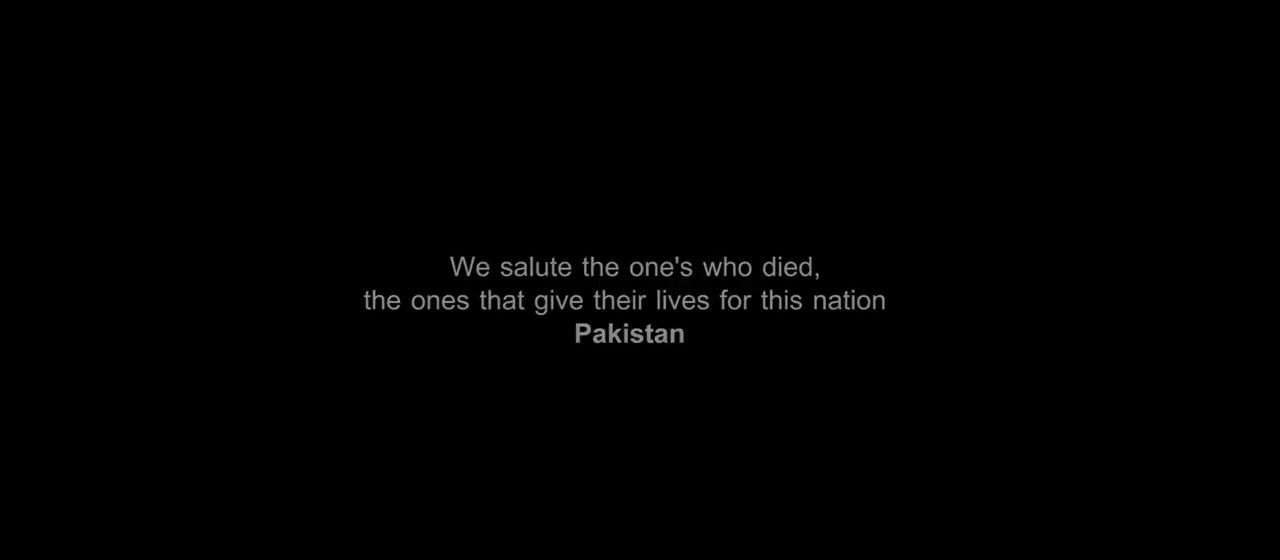 We salute the one's who died,
the ones that give their lives for this nation
Pakistan